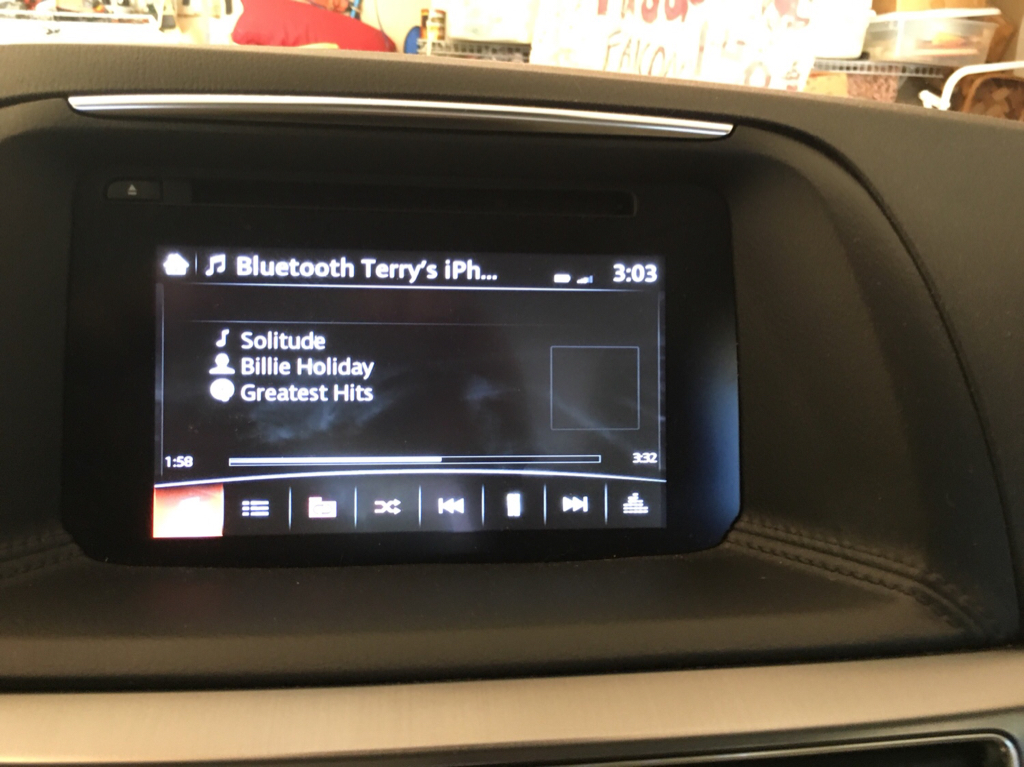 Bluetooth Terry's iPh...
3:03
Solitude
Billie Holiday
Greatest Hits
1:58
3:32